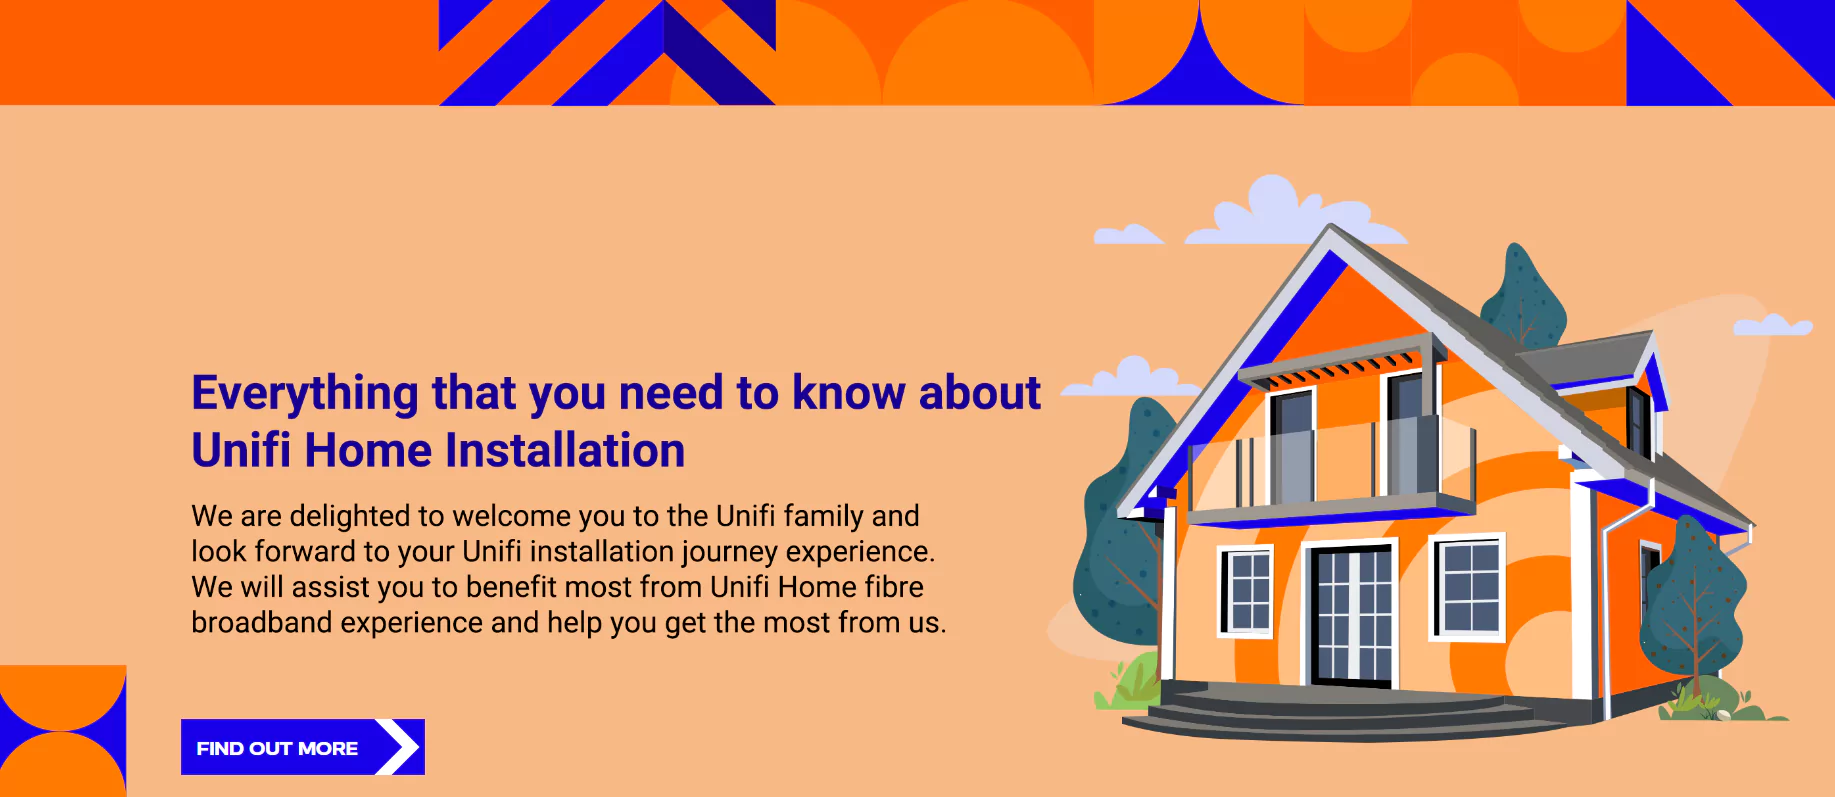 Everything that you need to know about
Unifi Home Installation
We are delighted to welcome you to the Unifi family and
look forward to your Unifi installation journey experience.
We will assist you to benefit most from Unifi Home fibre
broadband experience and help you get the most from us.
FIND OUT MORE